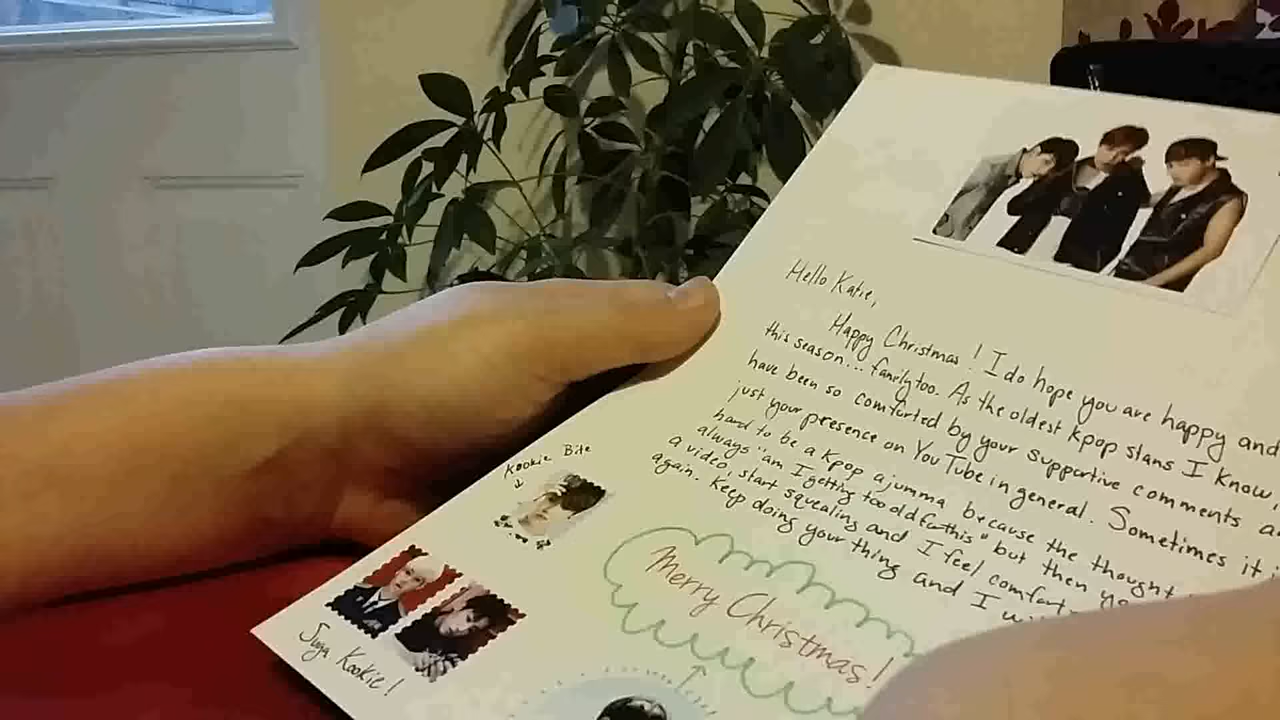 Hello Katie,
Happy Christmas! I do hope you are happy and
this season... family too. As the oldest Kpop stans I know,
have been so comforted by your supportive comments a
just your presence on YouTube in general. Sometimes it i
hard to be a Kpop ajumma because the thought
always "am I getting too old for this" but then yo
a video, start squealing and I feel comfort
again. Keep doing your thing and I w
Kookie Bite
Merry Christmas!
Suga Kookie!